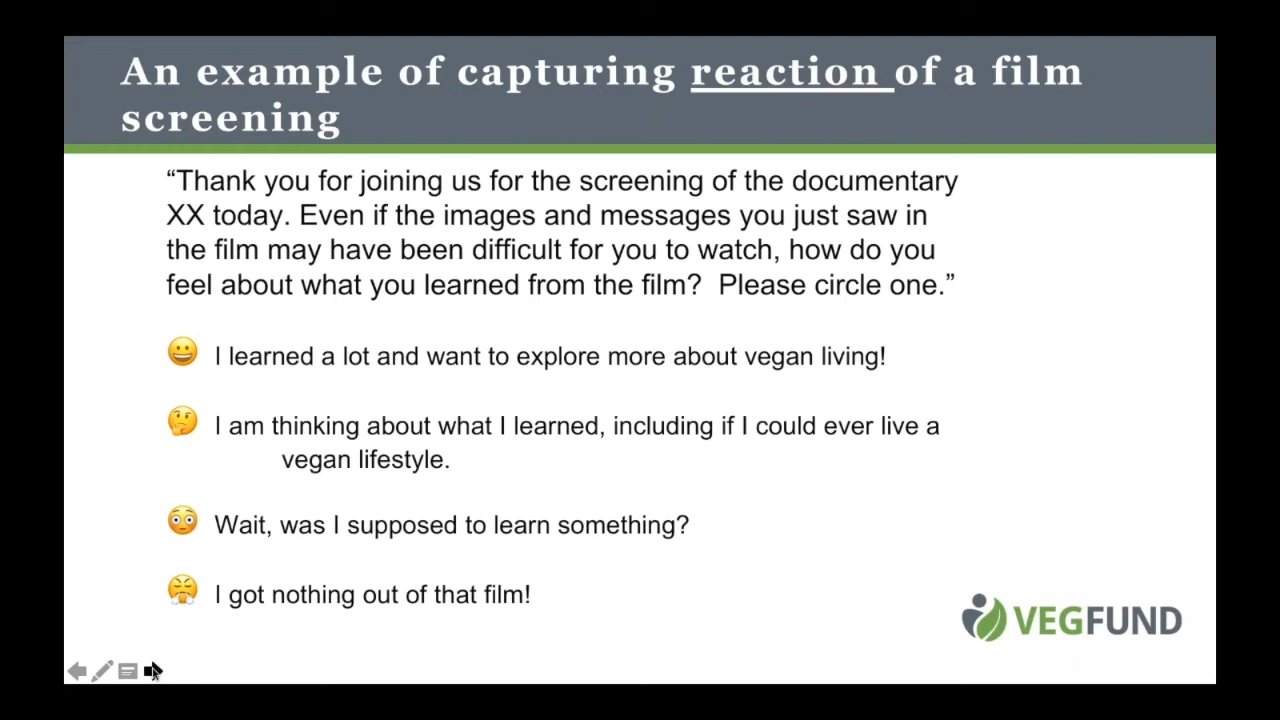 An example of capturing reaction of a film
screening
“Thank you for joining us for the screening of the documentary
XX today. Even if the images and messages you just saw in
the film may have been difficult for you to watch, how do you
feel about what you learned from the film?  Please circle one.”
😀 I learned a lot and want to explore more about vegan living!
🤔 I am thinking about what I learned, including if I could ever live a
vegan lifestyle.
😳 Wait, was I supposed to learn something?
😤 I got nothing out of that film!
VEGFUND